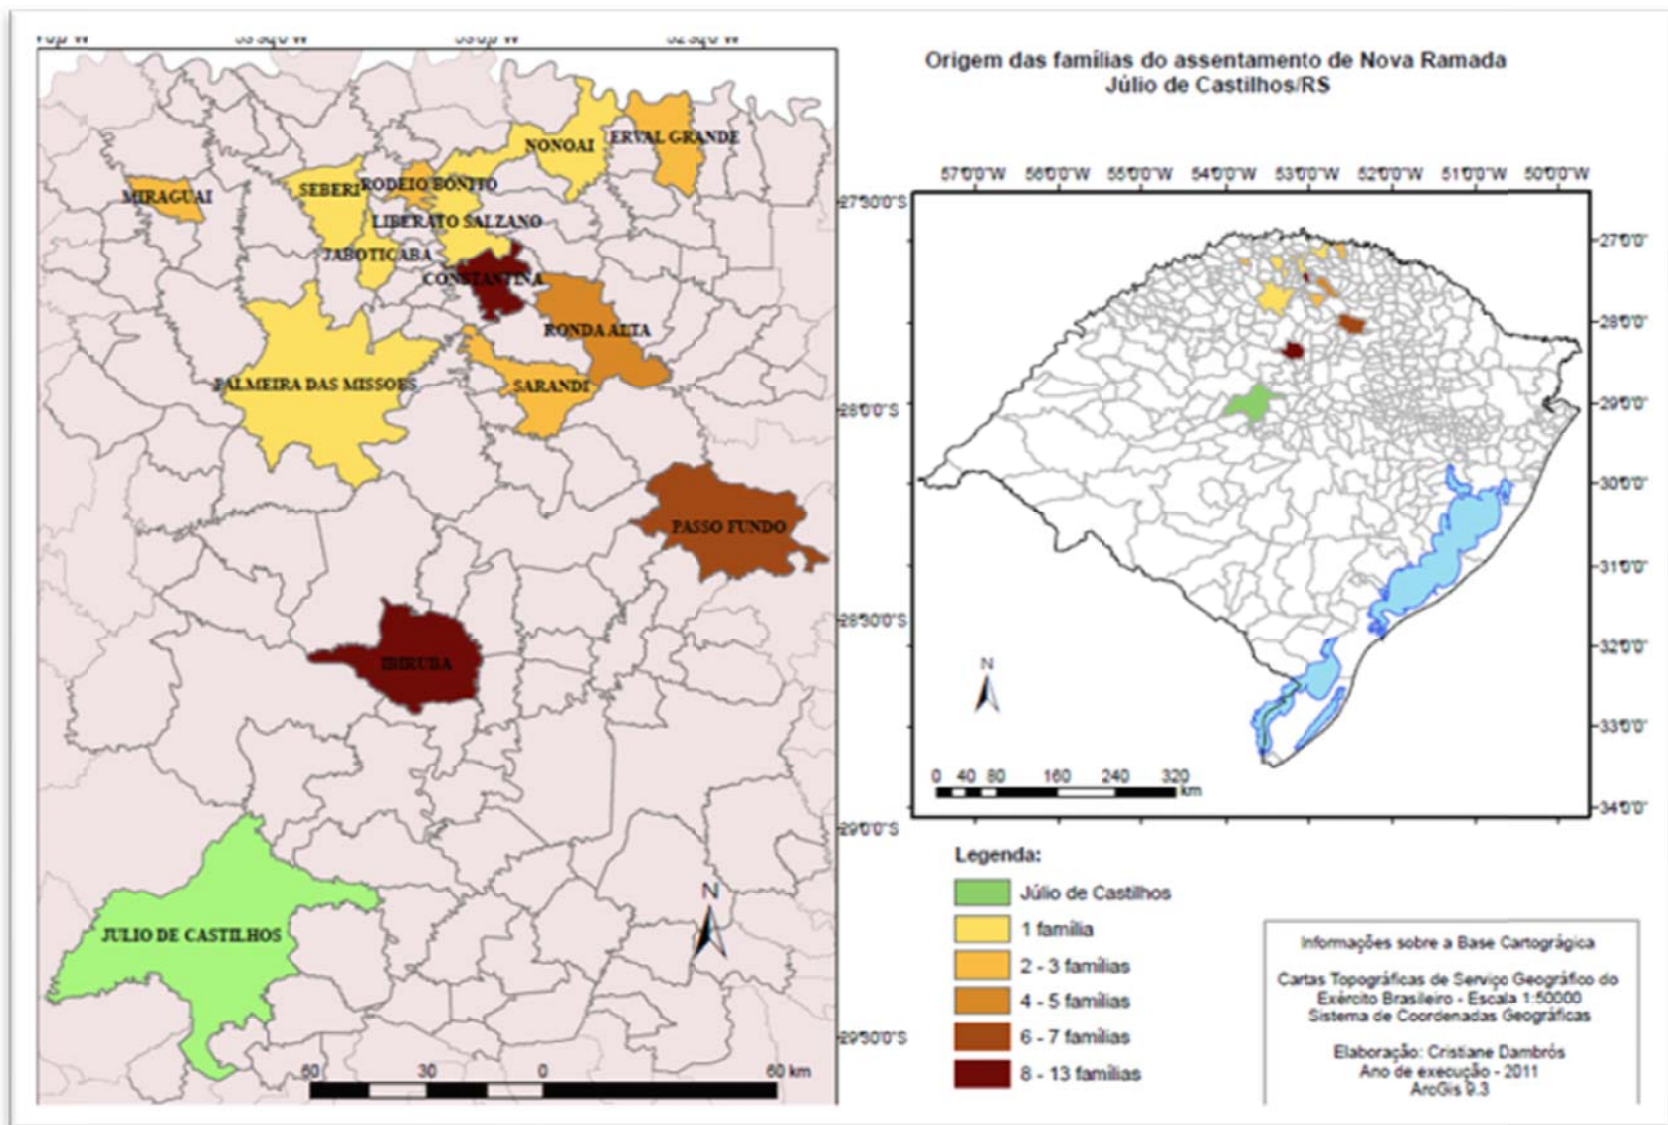 53°0'0"W
52°30'0"W
NONOAI
ERVAL GRANDE
MIRAGUAI
SEBERI
RODEIO BONITO
LIBERATO SALZANO
JABOTICABA
CONSTANTINA
RONDA ALTA
PALMEIRA DAS MISSOES
SARANDI
PASSO FUNDO
IBIRUBA
JULIO DE CASTILHOS
27°30'0"S
28°0'0"S
28°30'0"S
29°0'0"S
29°30'0"S
N
60 30 0 60 km
Origem das famílias do assentamento de Nova Ramada
Júlio de Castilhos/RS
57°0'0"W 56°0'0"W 55°0'0"W 54°0'0"W 53°0'0"W 52°0'0"W 51°0'0"W 50°0'0"W
27°0'0"
28°0'0"
29°0'0"
30°0'0"
31°0'0"
32°0'0"
33°0'0"
34°0'0"
N
0 40 80 160 240 320
km
Legenda:
Júlio de Castilhos
1 família
2 - 3 famílias
4 - 5 famílias
6 - 7 famílias
8 - 13 famílias
Informações sobre a Base Cartográgica
Cartas Topográficas de Serviço Geográfico do
Exército Brasileiro - Escala 1:50000
Sistema de Coordenadas Geográficas
Elaboração: Cristiane Dambrós
Ano de execução - 2011
ArcGis 9.3